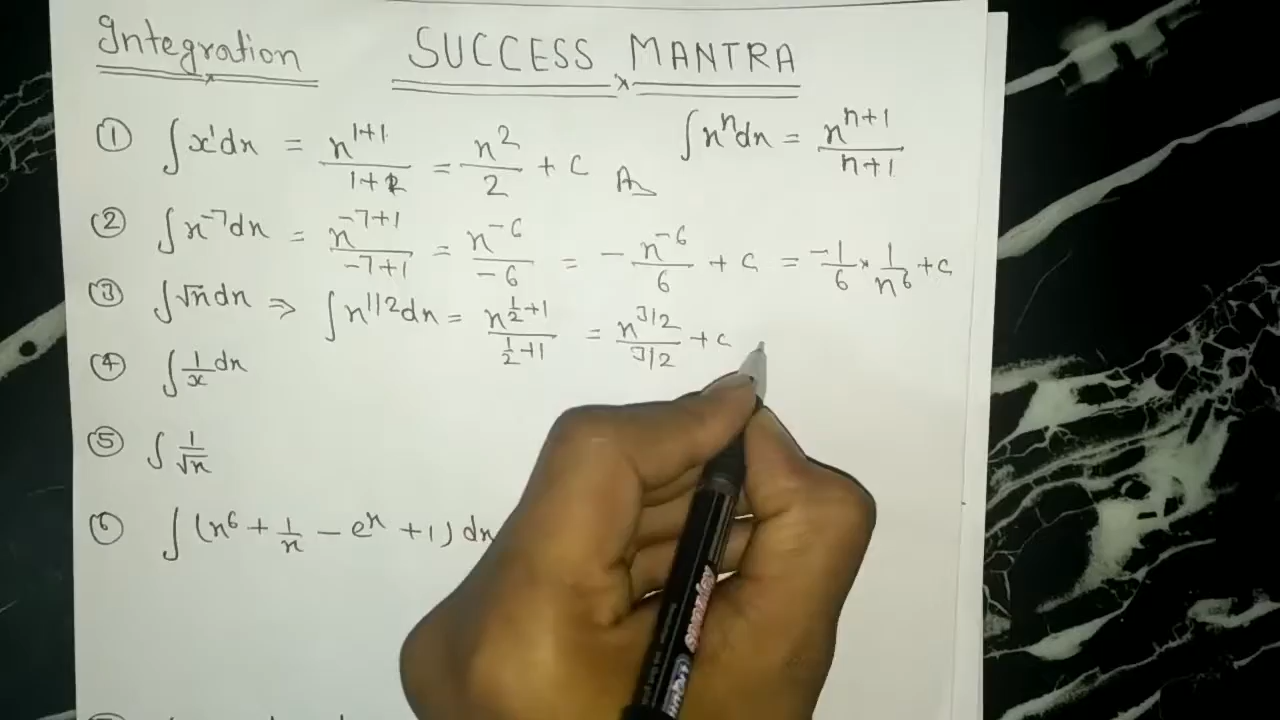 Integration SUCCESS MANTRA
① ∫x¹dx = x^(1+1)/(1+1) = x²/2 + C As ∫xⁿdx = x^(n+1)/(n+1)
② ∫x⁻⁷dx = x^(-7+1)/(-7+1) = x⁻⁶/-6 = -x⁻⁶/6 + C = -1/6 × 1/x⁶ + C
③ ∫√x dx ⇒ ∫x^(1/2)dx = x^(1/2+1)/(1/2+1) = x^(3/2)/(3/2) + C
④ ∫1/x dx
⑤ ∫1/√x
⑥ ∫(x⁶ + 1/x - eˣ + 1) dx